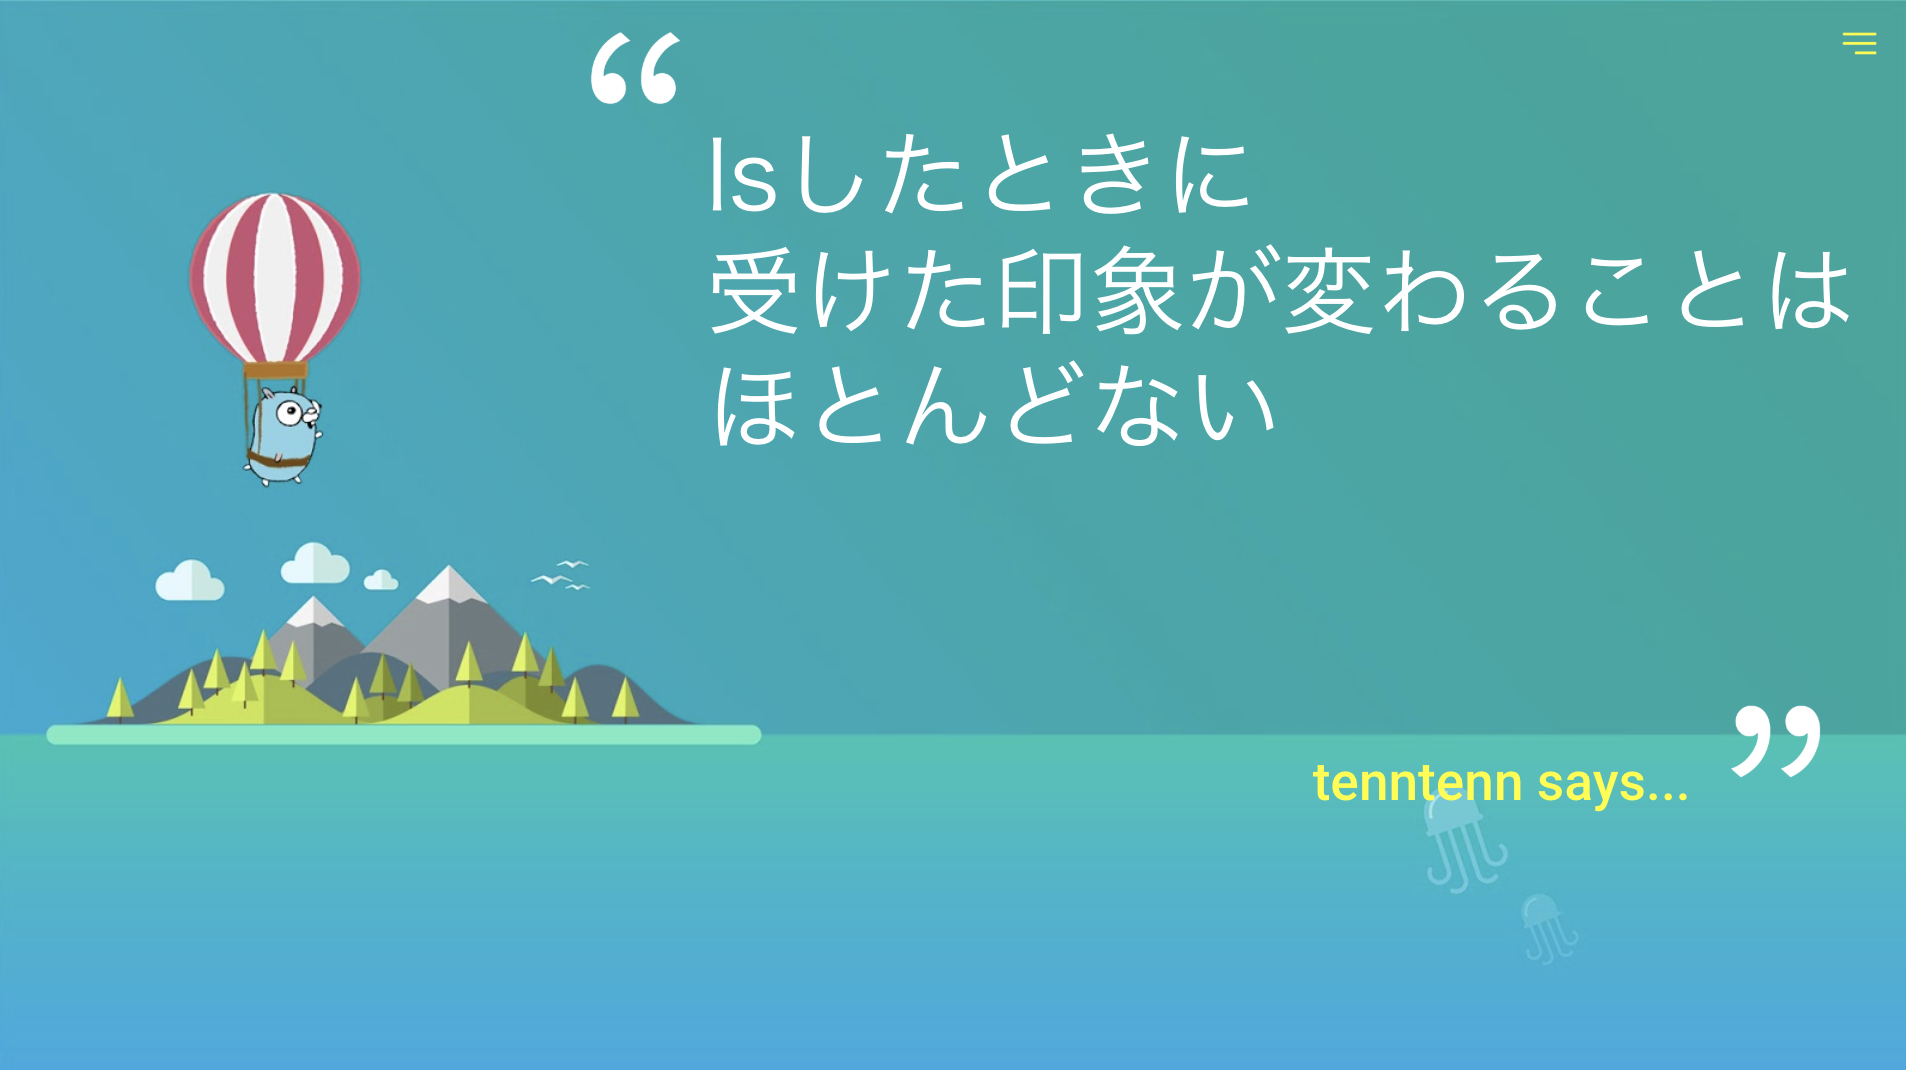 “
lsしたときに
受けた印象が変わることは
ほとんどない
”
tenntenn says...